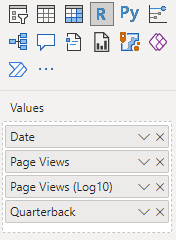 R Py
Values
Date
Page Views
Page Views (Log10)
Quarterback